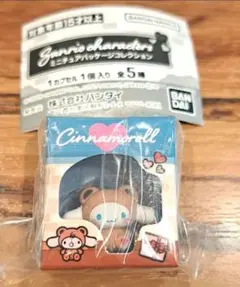 対象年齢15才以上
Sanrio characters
ミニチュアパッケージコレクション
1カプセル1個入り 全5種
株式会社バンダイ
BAN
DAI
Cinnamoroll